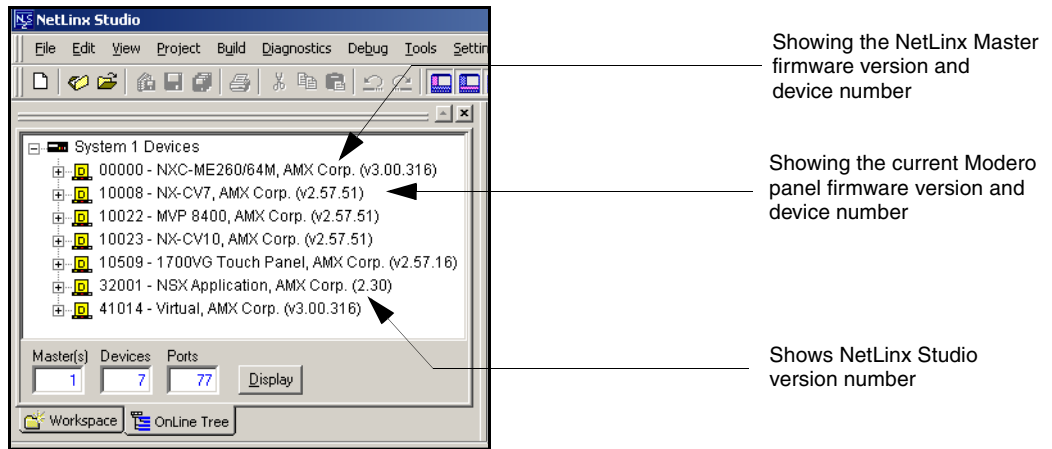 NetLinx Studio
File Edit View Project Build Diagnostics Debug Tools Settin
System 1 Devices
00000 - NXC-ME260/64M, AMX Corp. (v3.00.316)
10008 - NX-CV7, AMX Corp. (v2.57.51)
10022 - MVP 8400, AMX Corp. (v2.57.51)
10023 - NX-CV10, AMX Corp. (v2.57.51)
10509 - 1700VG Touch Panel, AMX Corp. (v2.57.16)
32001 - NSX Application, AMX Corp. (2.30)
41014 - Virtual, AMX Corp. (v3.00.316)
Master(s) Devices Ports
1 7 77 Display
Workspace OnLine Tree
Showing the NetLinx Master
firmware version and
device number
Showing the current Modero
panel firmware version and
device number
Shows NetLinx Studio
version number